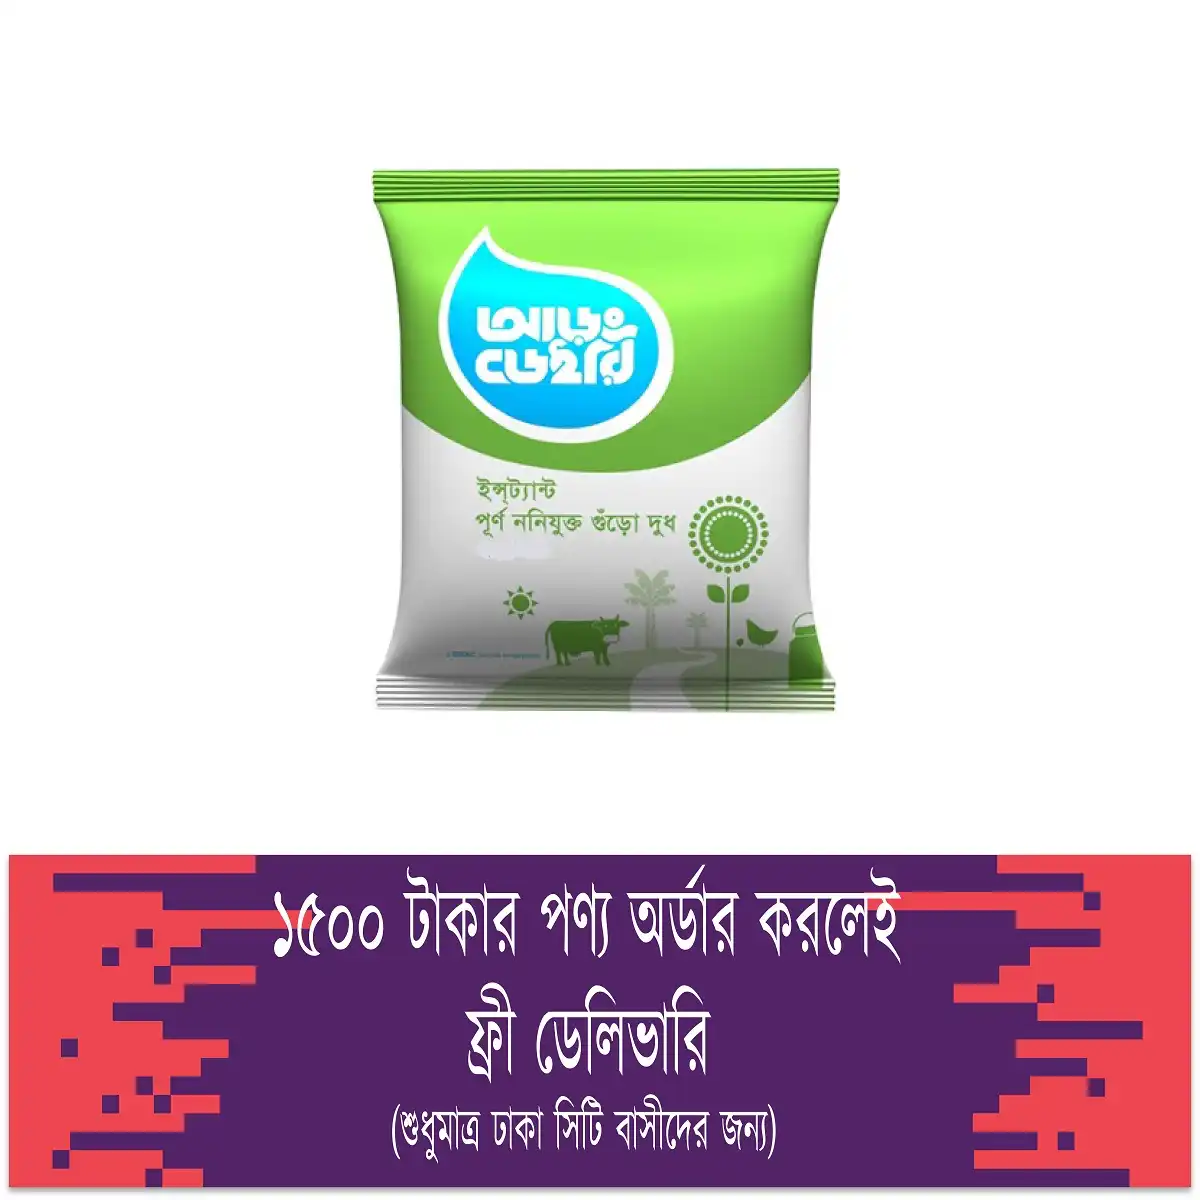 আড়ং
ডেইরি
ইন্সট্যান্ট
পূর্ণ ননিযুক্ত গুঁড়ো দুধ
১৫০০ টাকার পণ্য অর্ডার করলেই
ফ্রী ডেলিভারি
(শুধুমাত্র ঢাকা সিটি বাসীদের জন্য)